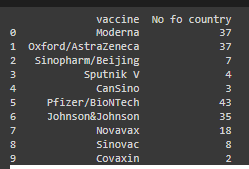 vaccine No fo country
0 Moderna 37
1 Oxford/AstraZeneca 37
2 Sinopharm/Beijing 7
3 Sputnik V 4
4 CanSino 3
5 Pfizer/BioNTech 43
6 Johnson&Johnson 35
7 Novavax 18
8 Sinovac 8
9 Covaxin 2